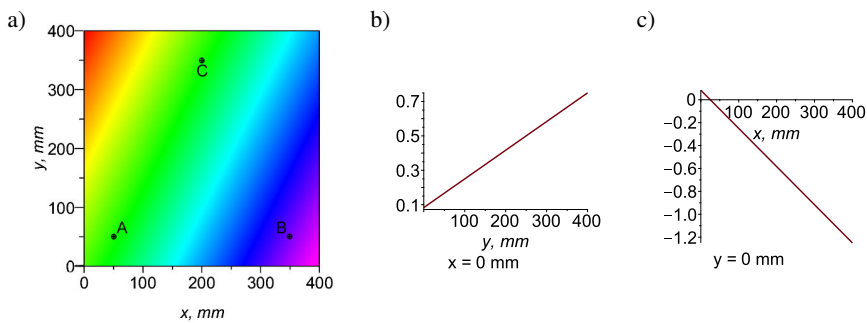 a)
400
300
y, mm
200
100
0
A
B
C
0 100 200 300 400
x, mm
b)
0.7
0.5
0.3
0.1
100 200 300 400
y, mm
x = 0 mm
c)
0
100 200 300 400
x, mm
−0.2
−0.4
−0.6
−0.8
−1.0
−1.2
y = 0 mm